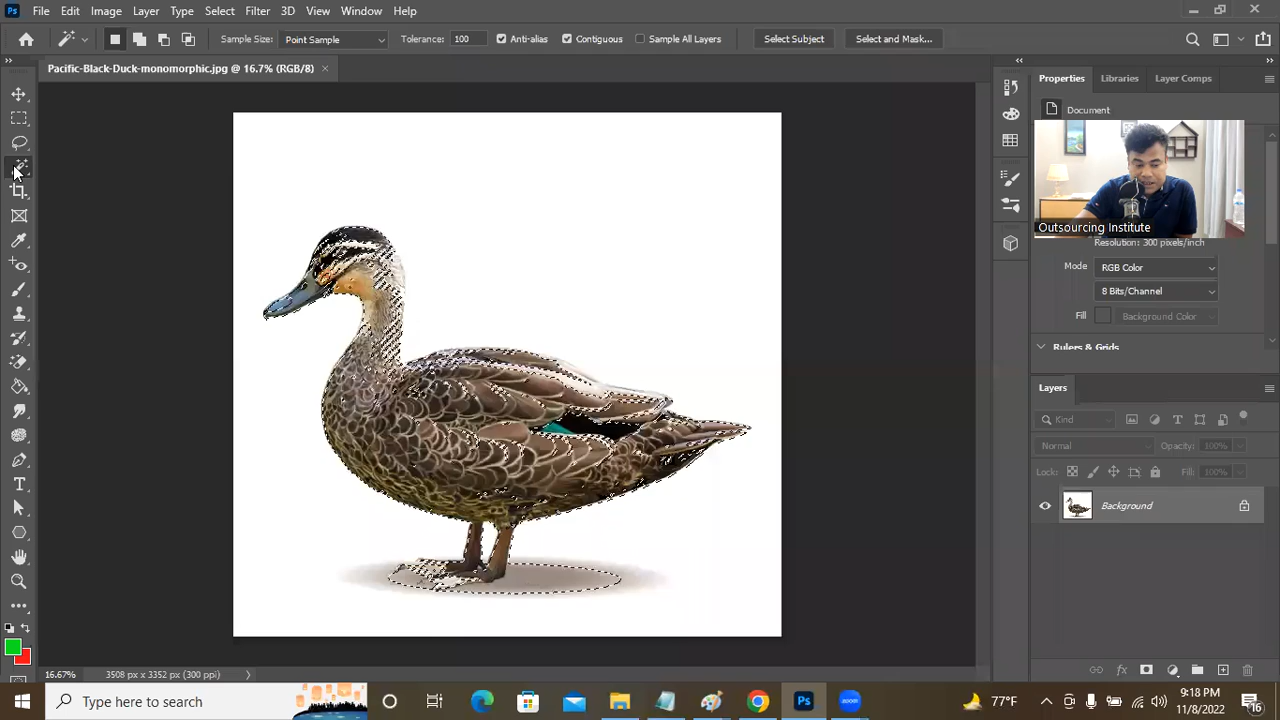 Ps File Edit Image Layer Type Select Filter 3D View Window Help
Sample Size: Point Sample Tolerance: 100 Anti-alias Contiguous Sample All Layers Select Subject Select and Mask...
Pacific-Black-Duck-monomorphic.jpg @ 16.7% (RGB/8) ×
Properties Libraries Layer Comps
Document
Outsourcing Institute
Resolution: 300 pixels/inch
Mode RGB Color
8 Bits/Channel
Fill Background Color
Rulers & Grids
Layers
Kind
Normal Opacity: 100%
Lock: Fill: 100%
Background
16.67% 3508 px x 3352 px (300 ppi)
Type here to search
Ps
zoom
77°F
9:18 PM
11/8/2022
16